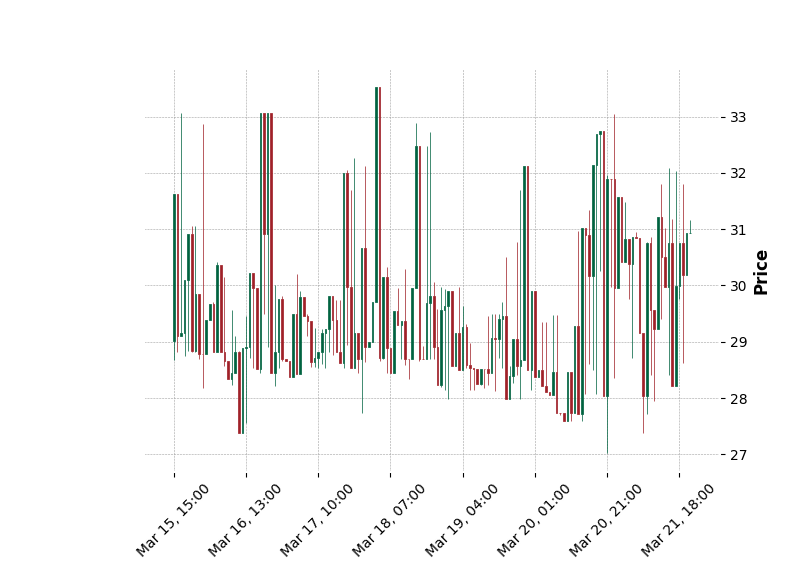 33
32
31
30
29
28
27
Price
Mar 15, 15:00
Mar 16, 13:00
Mar 17, 10:00
Mar 18, 07:00
Mar 19, 04:00
Mar 20, 01:00
Mar 20, 21:00
Mar 21, 18:00